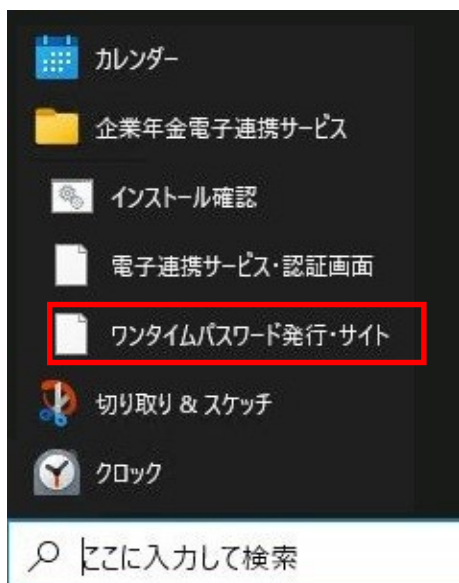 カレンダー
企業年金電子連携サービス
インストール確認
電子連携サービス・認証画面
ワンタイムパスワード発行・サイト
切り取り & スケッチ
クロック
ここに入力して検索